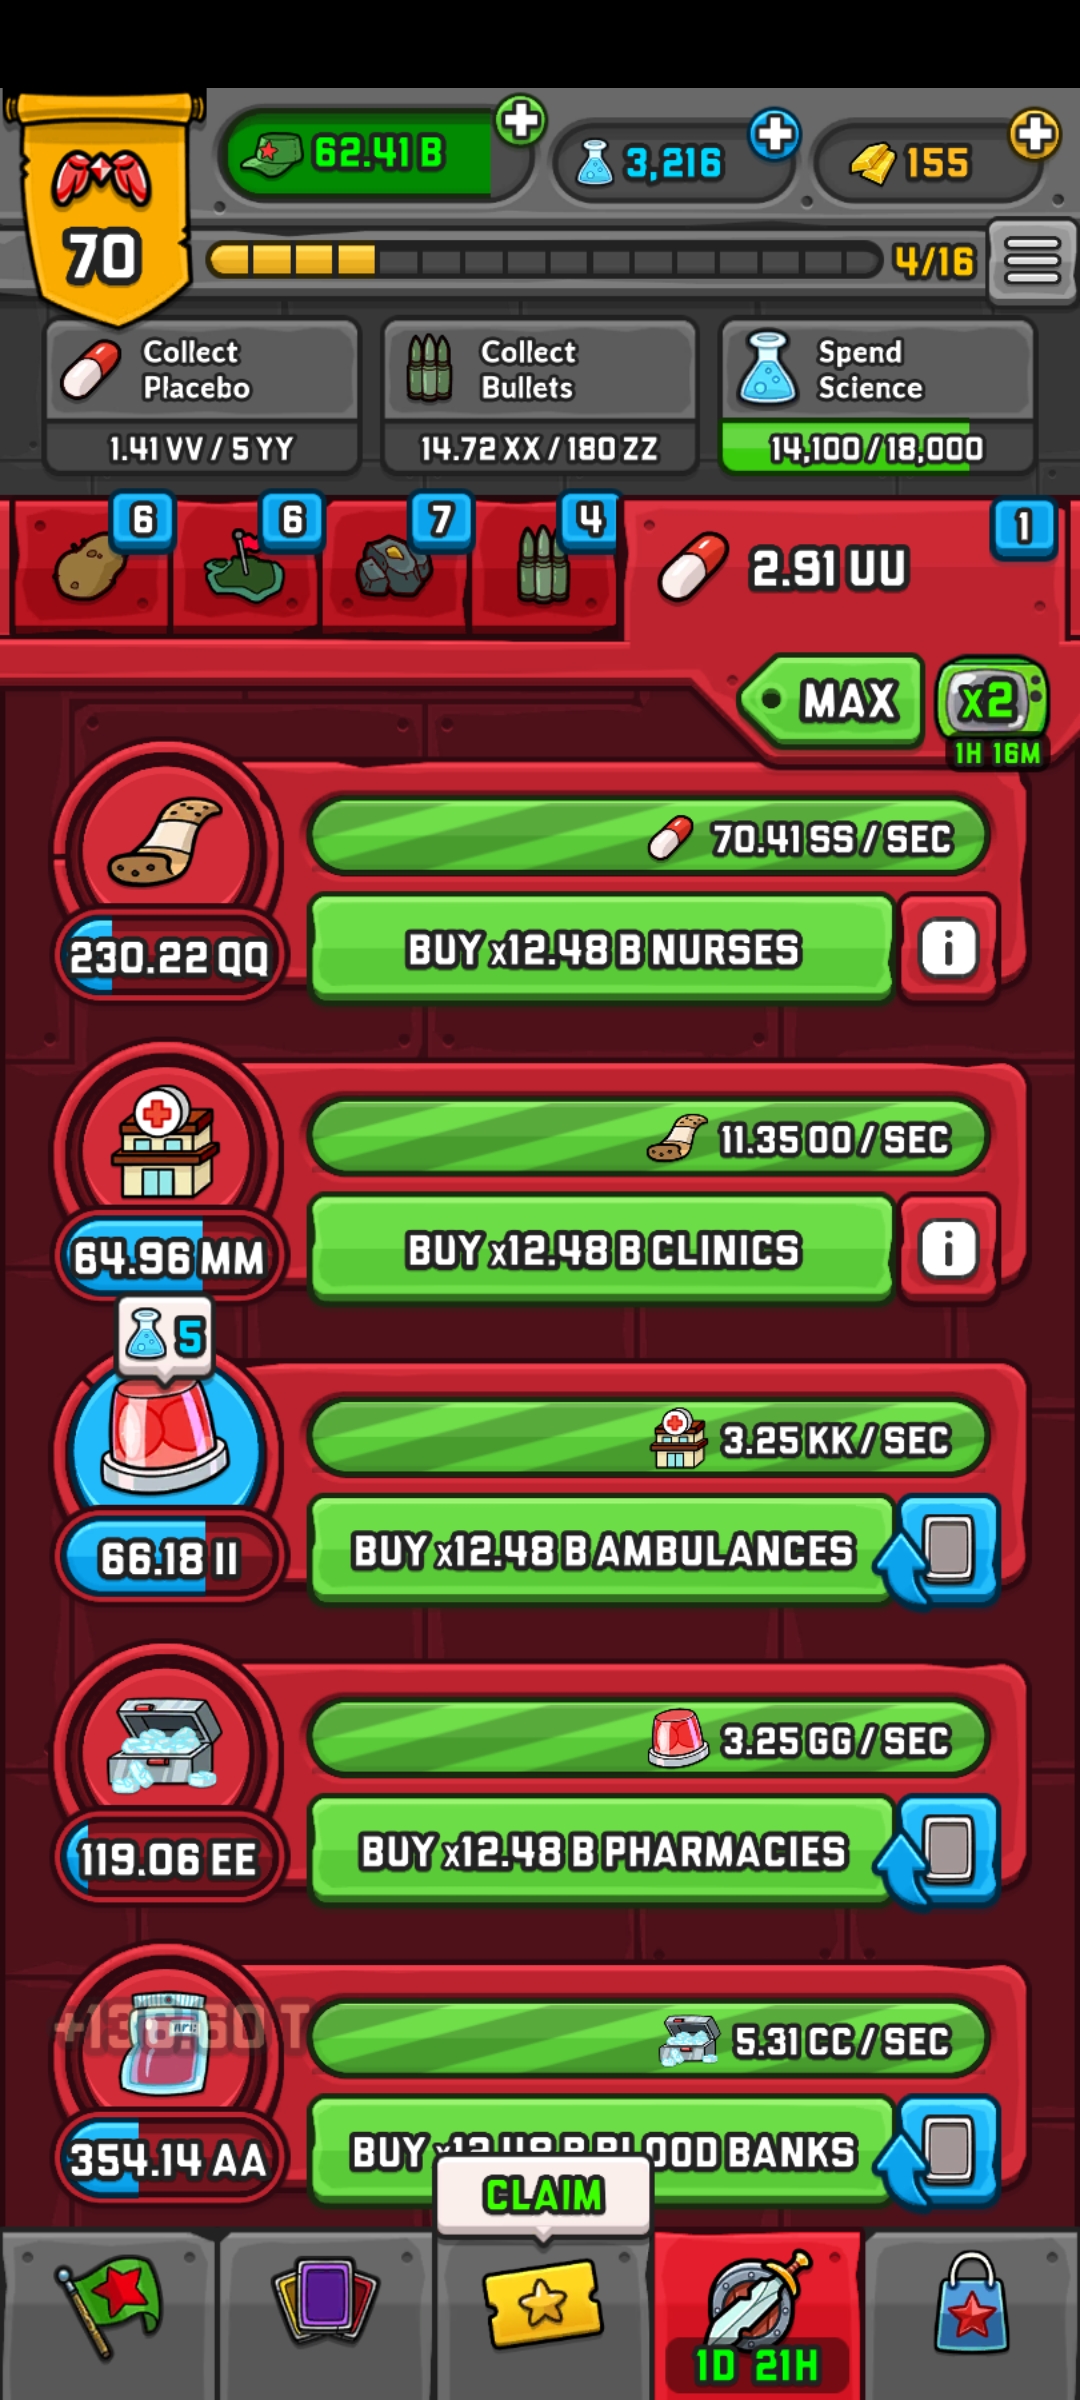 62.41 B
3,216
155
70
4/16
Collect Placebo
1.41 VV / 5 YY
Collect Bullets
14.72 XX / 180 ZZ
Spend Science
14,100 / 18,000
6
6
7
4
2.91 UU
1
MAX
x2
1H 16M
70.41 SS / SEC
230.22 QQ
BUY x12.48 B NURSES
i
11.35 OO / SEC
64.96 MM
BUY x12.48 B CLINICS
i
5
3.25 KK / SEC
66.18 II
BUY x12.48 B AMBULANCES
3.25 GG / SEC
119.06 EE
BUY x12.48 B PHARMACIES
5.31 CC / SEC
354.14 AA
BUY x12.48 B BLOOD BANKS
CLAIM
1D 21H